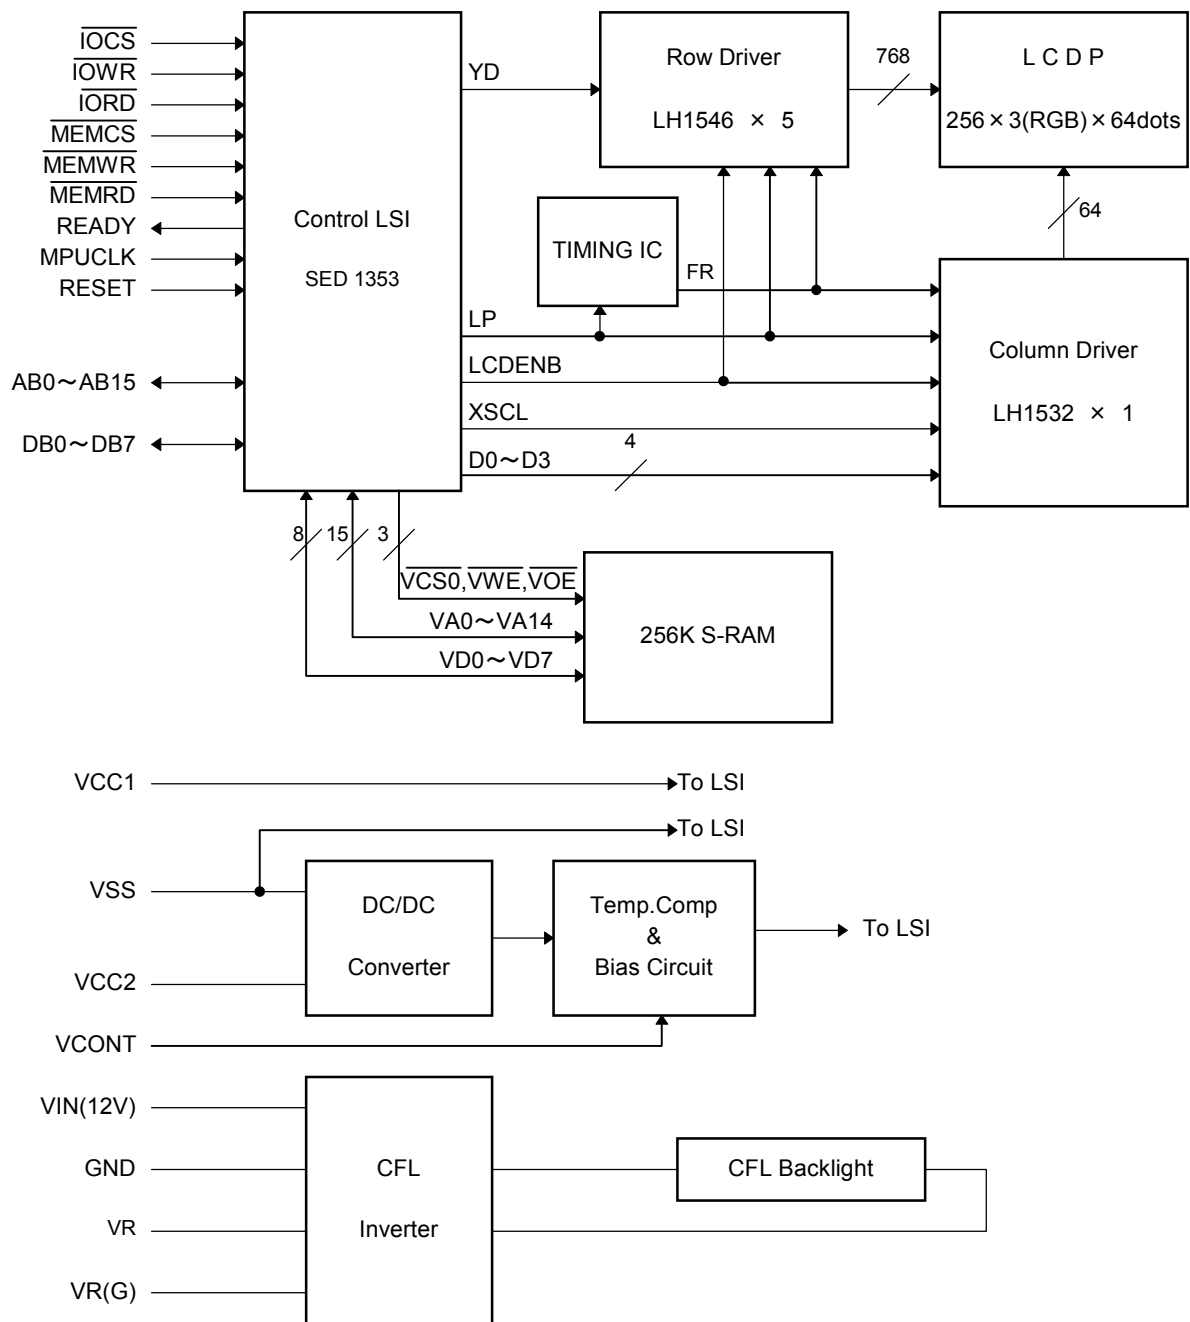 IOCS
IOWR
IORD
MEMCS
MEMWR
MEMRD
READY
MPUCLK
RESET
AB0～AB15
DB0～DB7
Control LSI
SED 1353
YD
LP
LCDENB
XSCL
D0～D3
4
Row Driver
LH1546 × 5
768
L C D P
256×3(RGB)×64dots
TIMING IC
FR
64
Column Driver
LH1532 × 1
8
15
3
VCS0,VWE,VOE
VA0～VA14
VD0～VD7
256K S-RAM
VCC1
To LSI
To LSI
VSS
VCC2
DC/DC
Converter
Temp.Comp
&
Bias Circuit
To LSI
VCONT
VIN(12V)
GND
VR
VR(G)
CFL
Inverter
CFL Backlight